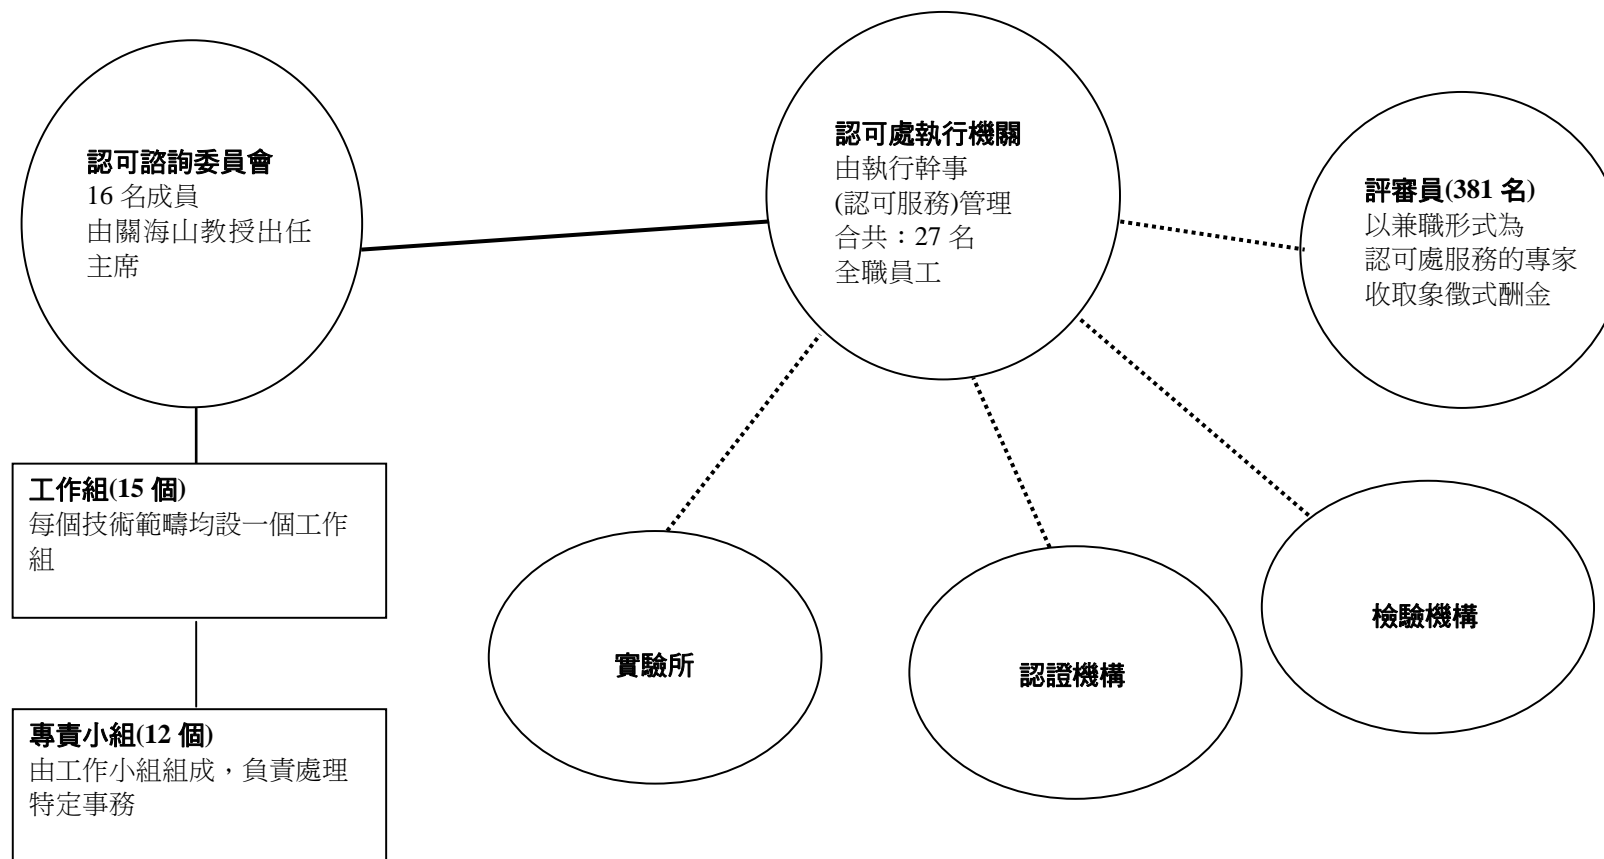 認可諮詢委員會
16 名成員
由關海山教授出任
主席
認可處執行機關
由執行幹事
(認可服務)管理
合共：27 名
全職員工
評審員(381 名)
以兼職形式為
認可處服務的專家
收取象徵式酬金
工作組(15 個)
每個技術範疇均設一個工作
組
專責小組(12 個)
由工作小組組成，負責處理
特定事務
實驗所
認證機構
檢驗機構